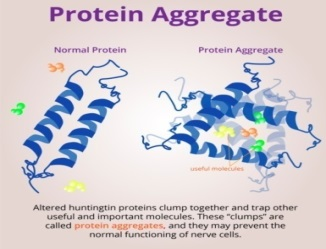 Protein Aggregate
Normal Protein
Protein Aggregate
useful molecules
Altered huntingtin proteins clump together and trap other
useful and important molecules. These “clumps” are
called protein aggregates, and they may prevent the
normal functioning of nerve cells.